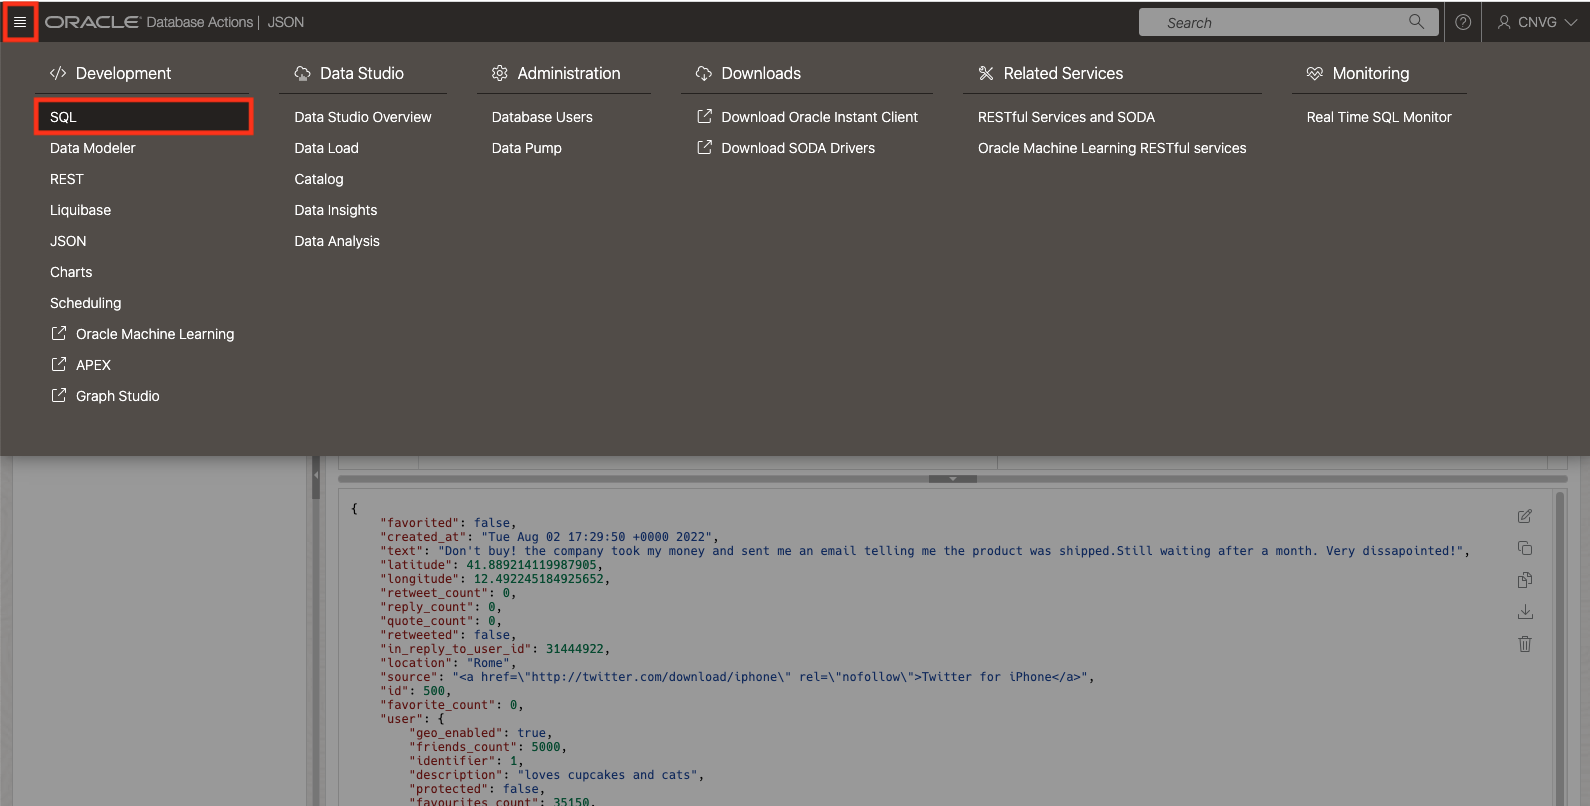 ORACLE Database Actions | JSON
Search
CNVG
Development
SQL
Data Modeler
REST
Liquibase
JSON
Charts
Scheduling
Oracle Machine Learning
APEX
Graph Studio
Data Studio
Data Studio Overview
Data Load
Catalog
Data Insights
Data Analysis
Administration
Database Users
Data Pump
Downloads
Download Oracle Instant Client
Download SODA Drivers
Related Services
RESTful Services and SODA
Oracle Machine Learning RESTful services
Monitoring
Real Time SQL Monitor
{
"favorited": false,
"created_at": "Tue Aug 02 17:29:50 +0000 2022",
"text": "Don't buy! the company took my money and sent me an email telling me the product was shipped.Still waiting after a month. Very dissapointed!",
"latitude": 41.889214119987905,
"longitude": 12.492245184925652,
"retweet_count": 0,
"reply_count": 0,
"quote_count": 0,
"retweeted": false,
"in_reply_to_user_id": 31444922,
"location": "Rome",
"source": "<a href=\"http://twitter.com/download/iphone\" rel=\"nofollow\">Twitter for iPhone</a>",
"id": 500,
"favorite_count": 0,
"user": {
"geo_enabled": true,
"friends_count": 5000,
"identifier": 1,
"description": "loves cupcakes and cats",
"protected": false,
"favourites_count": 35150,